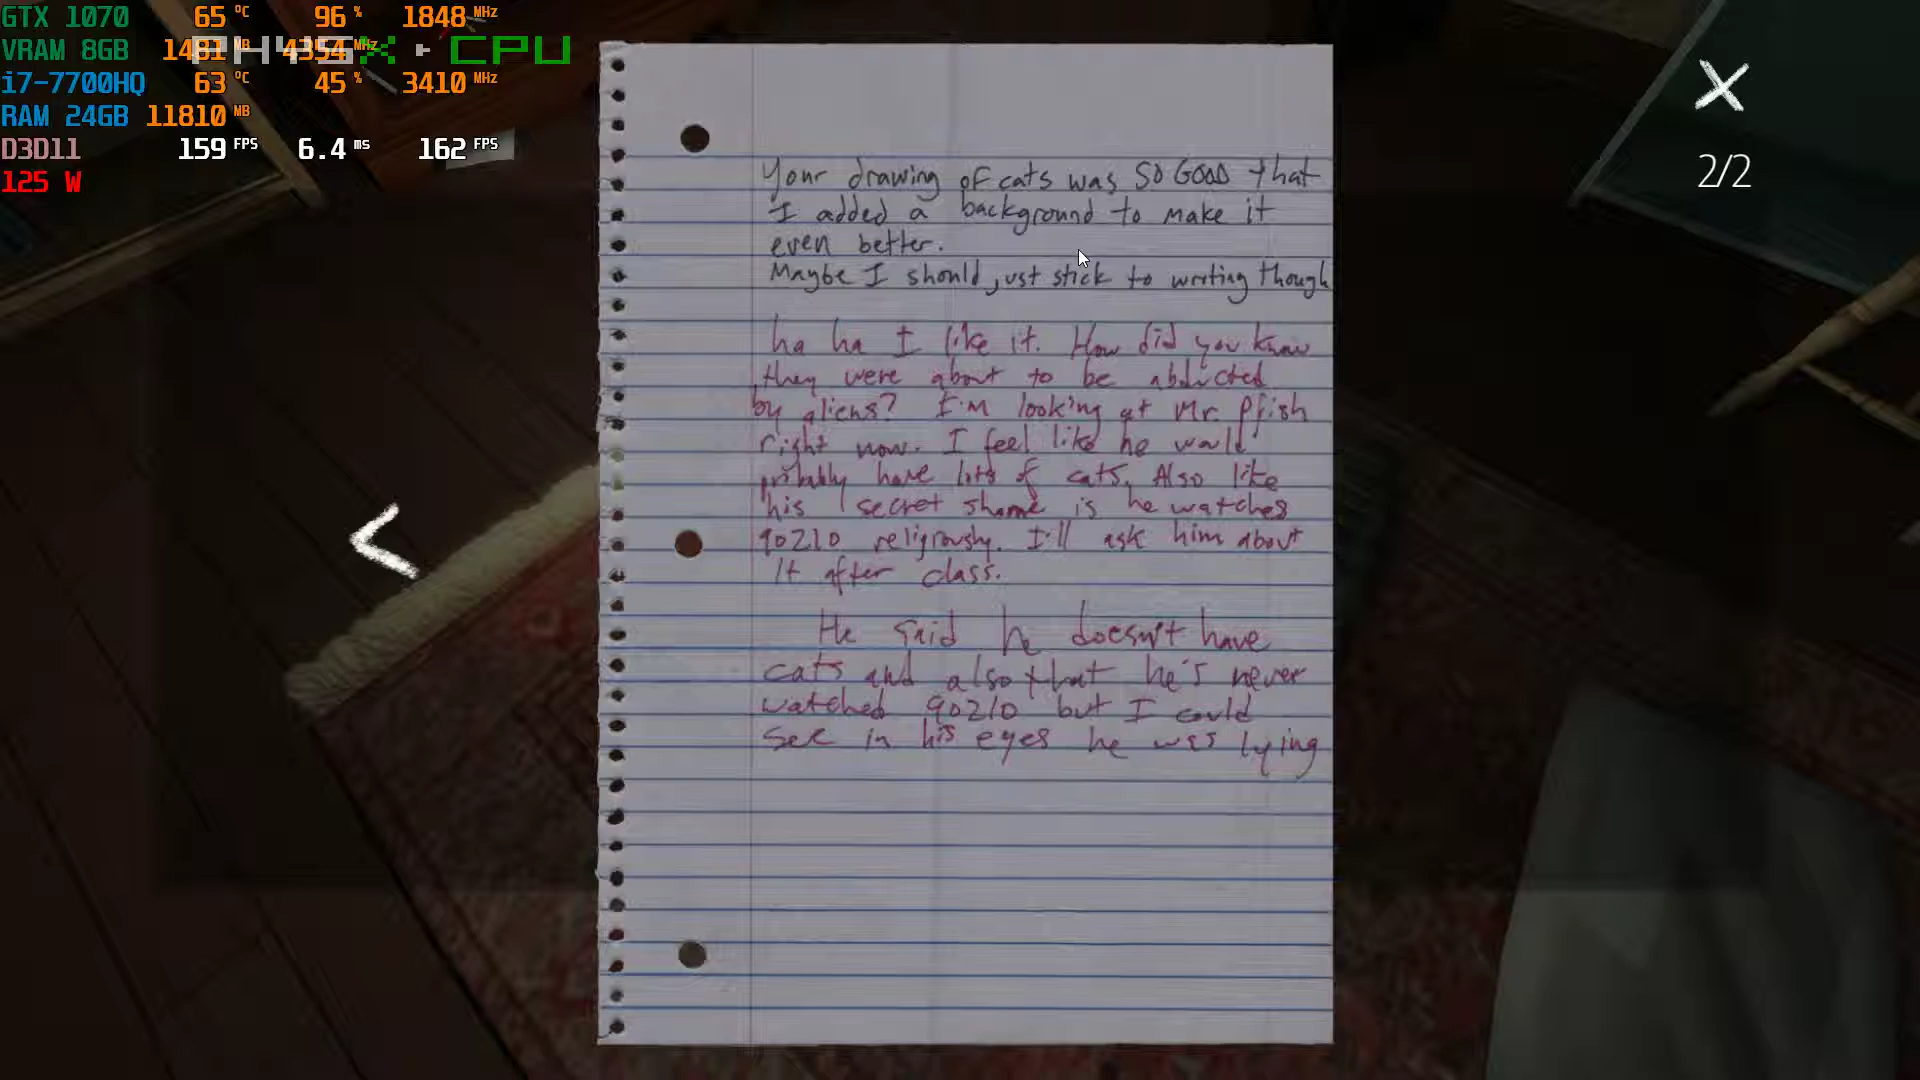 GTX 1070 65 °C 96 % 1848 MHz
VRAM 8GB 1481 MB 4354 MHz
PHYSX - CPU
i7-7700HQ 63 °C 45 % 3410 MHz
RAM 24GB 11810 MB
D3D11 159 FPS 6.4 ms 162 FPS
125 W
2/2
Your drawing of cats was SO GOOD that
I added a background to make it
even better.
Maybe I should just stick to writing though
ha ha I like it. How did you know
they were about to be abducted
by aliens? I'm looking at Mr. Pfish
right now. I feel like he would
probably have lots of cats. Also like
his secret shame is he watches
90210 religiously. I'll ask him about
it after class.
He said he doesn't have
cats and also that he's never
watched 90210 but I could
see in his eyes he was lying